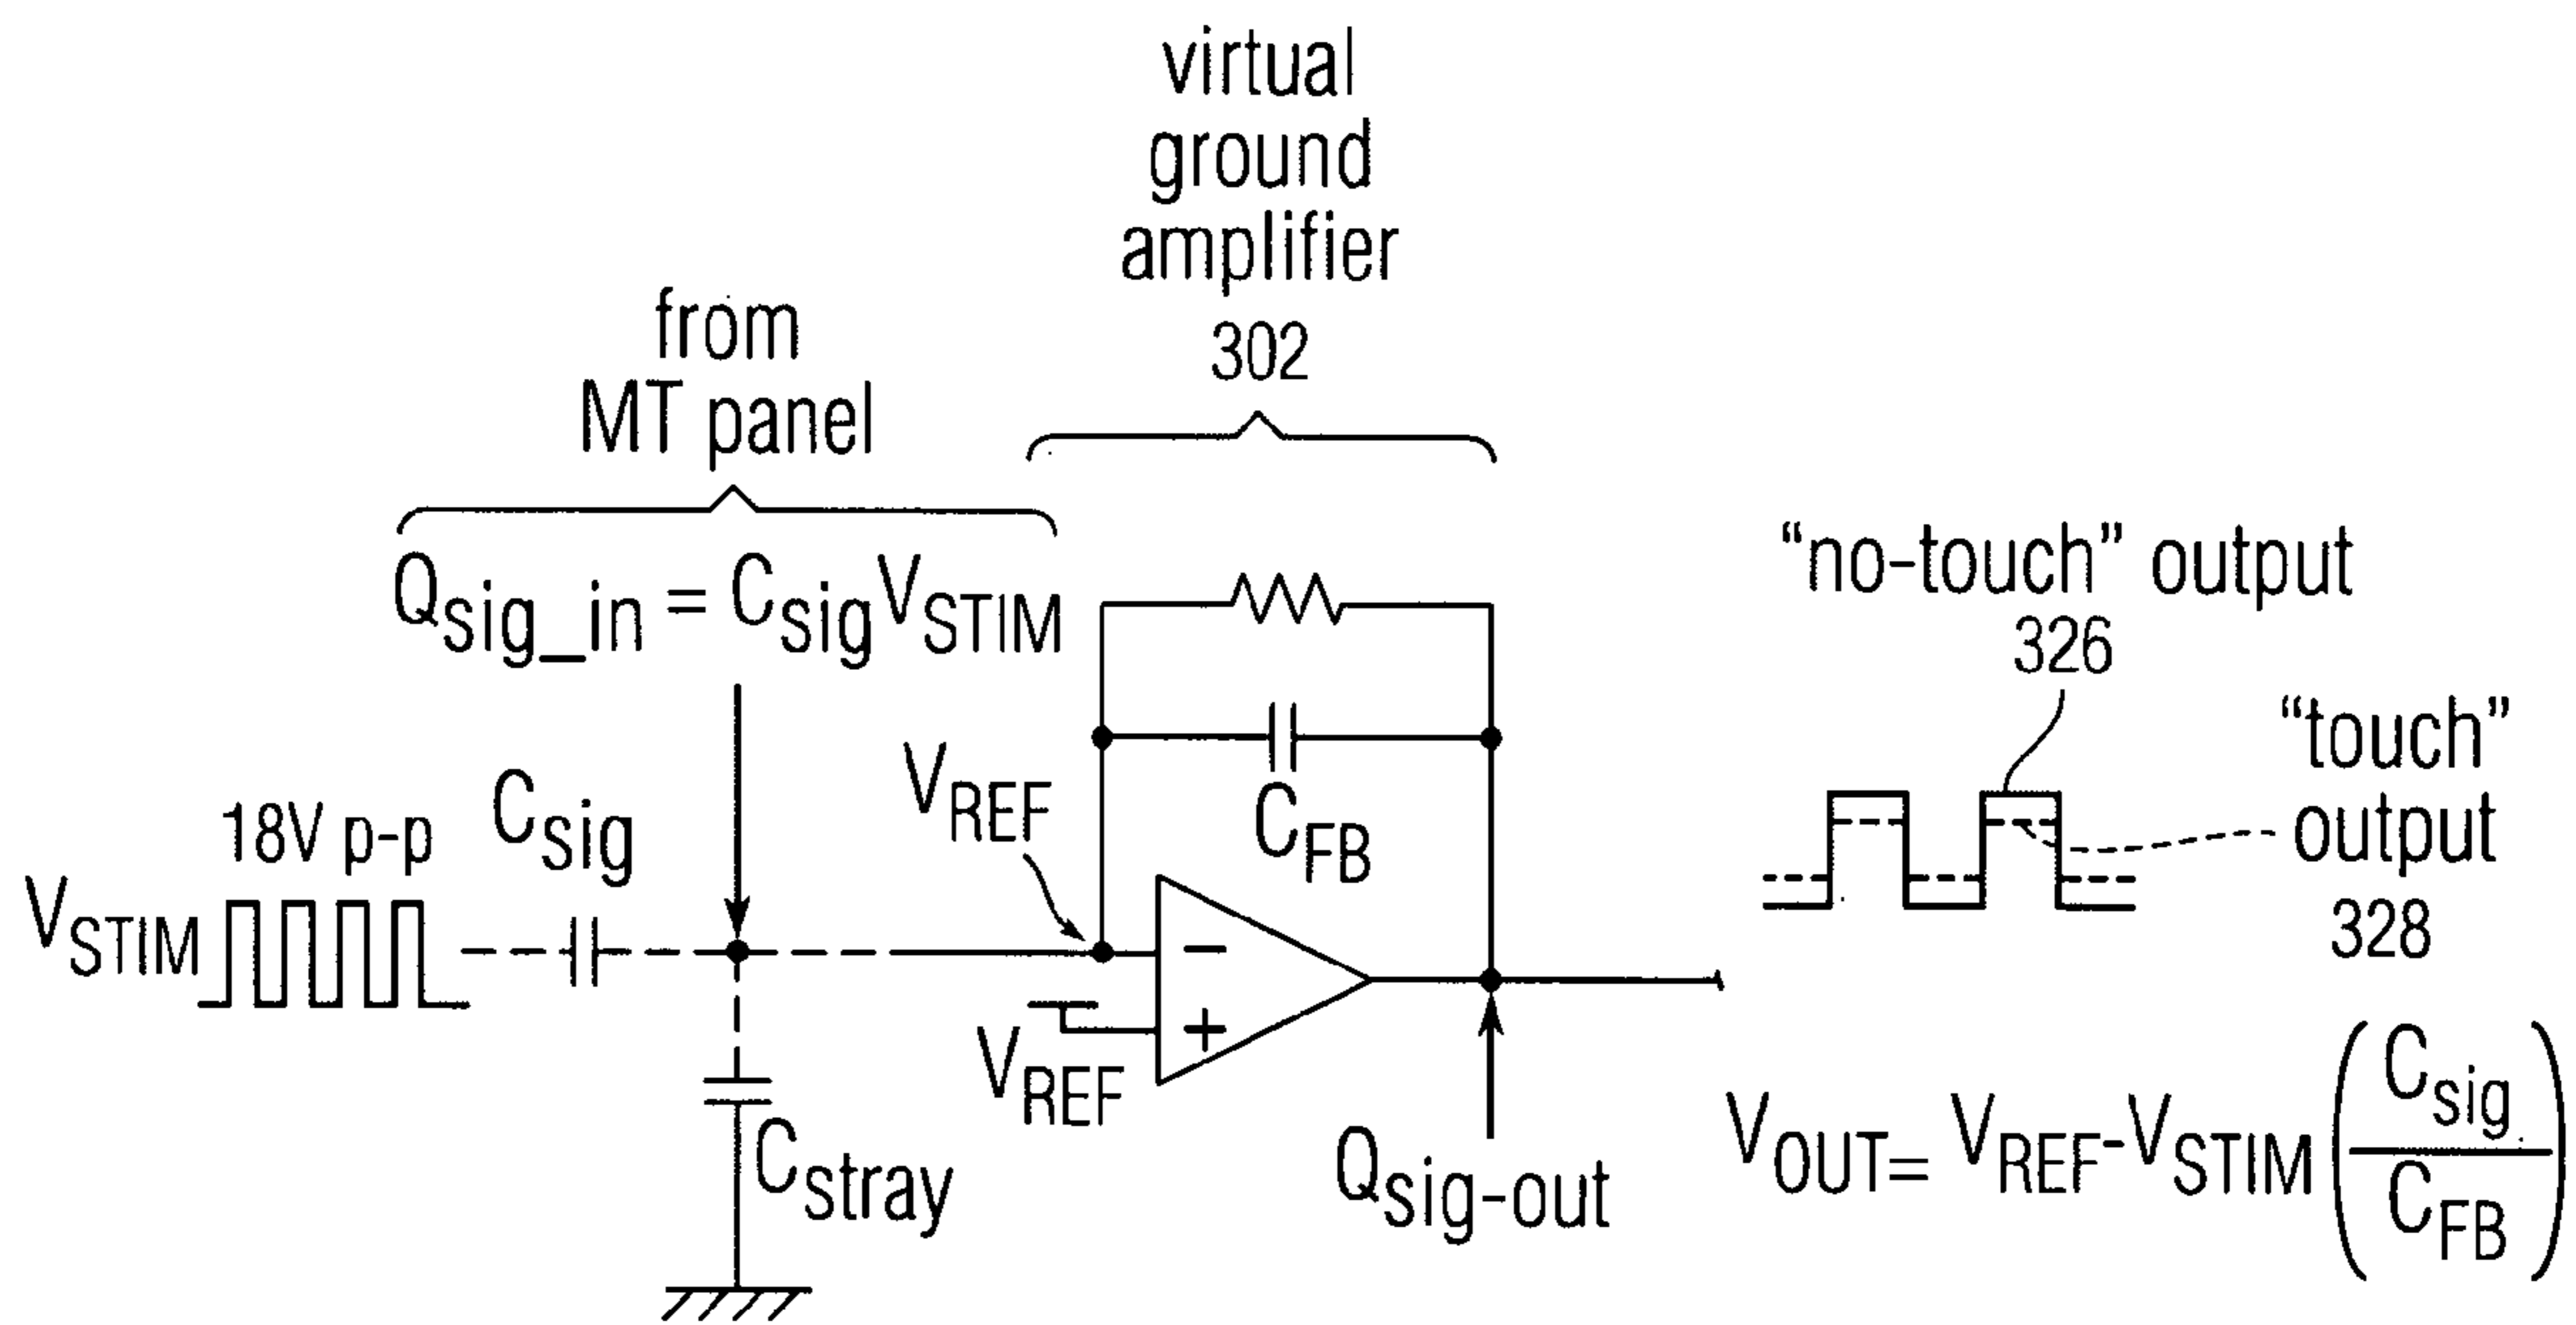 virtual
ground
amplifier
302
from
MT panel
Qsig_in = CsigVSTIM
"no-touch" output
326
"touch"
output
328
VREF
CFB
18V p-p
Csig
VSTIM
−
+
VREF
Cstray
Qsig-out
VOUT= VREF-VSTIM (Csig/CFB)